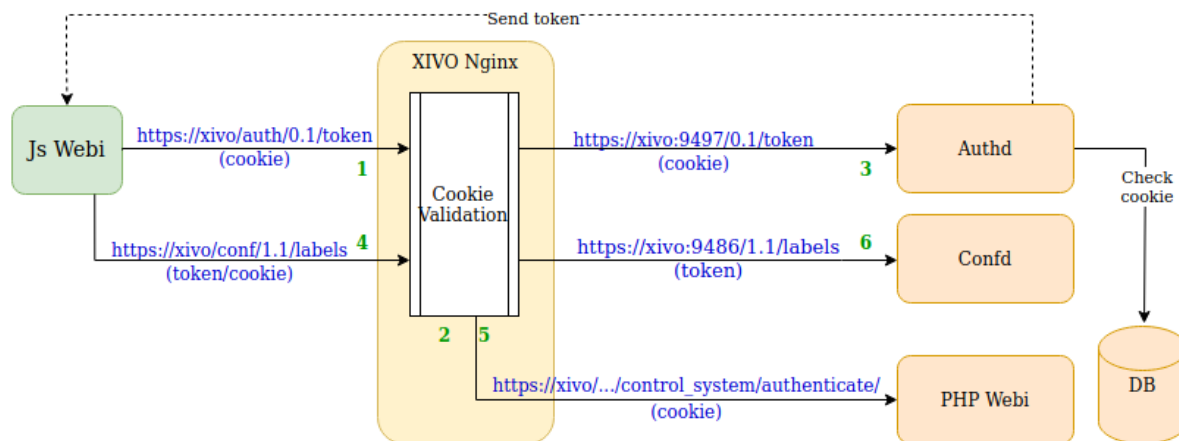 Send token
XIVO Nginx
Js Webi
https://xivo/auth/0.1/token
(cookie)
1
https://xivo:9497/0.1/token
(cookie)
3
Authd
Check
cookie
Cookie
Validation
https://xivo/conf/1.1/labels
(token/cookie)
4
https://xivo:9486/1.1/labels
(token)
6
Confd
2
5
https://xivo/.../control_system/authenticate/
(cookie)
PHP Webi
DB